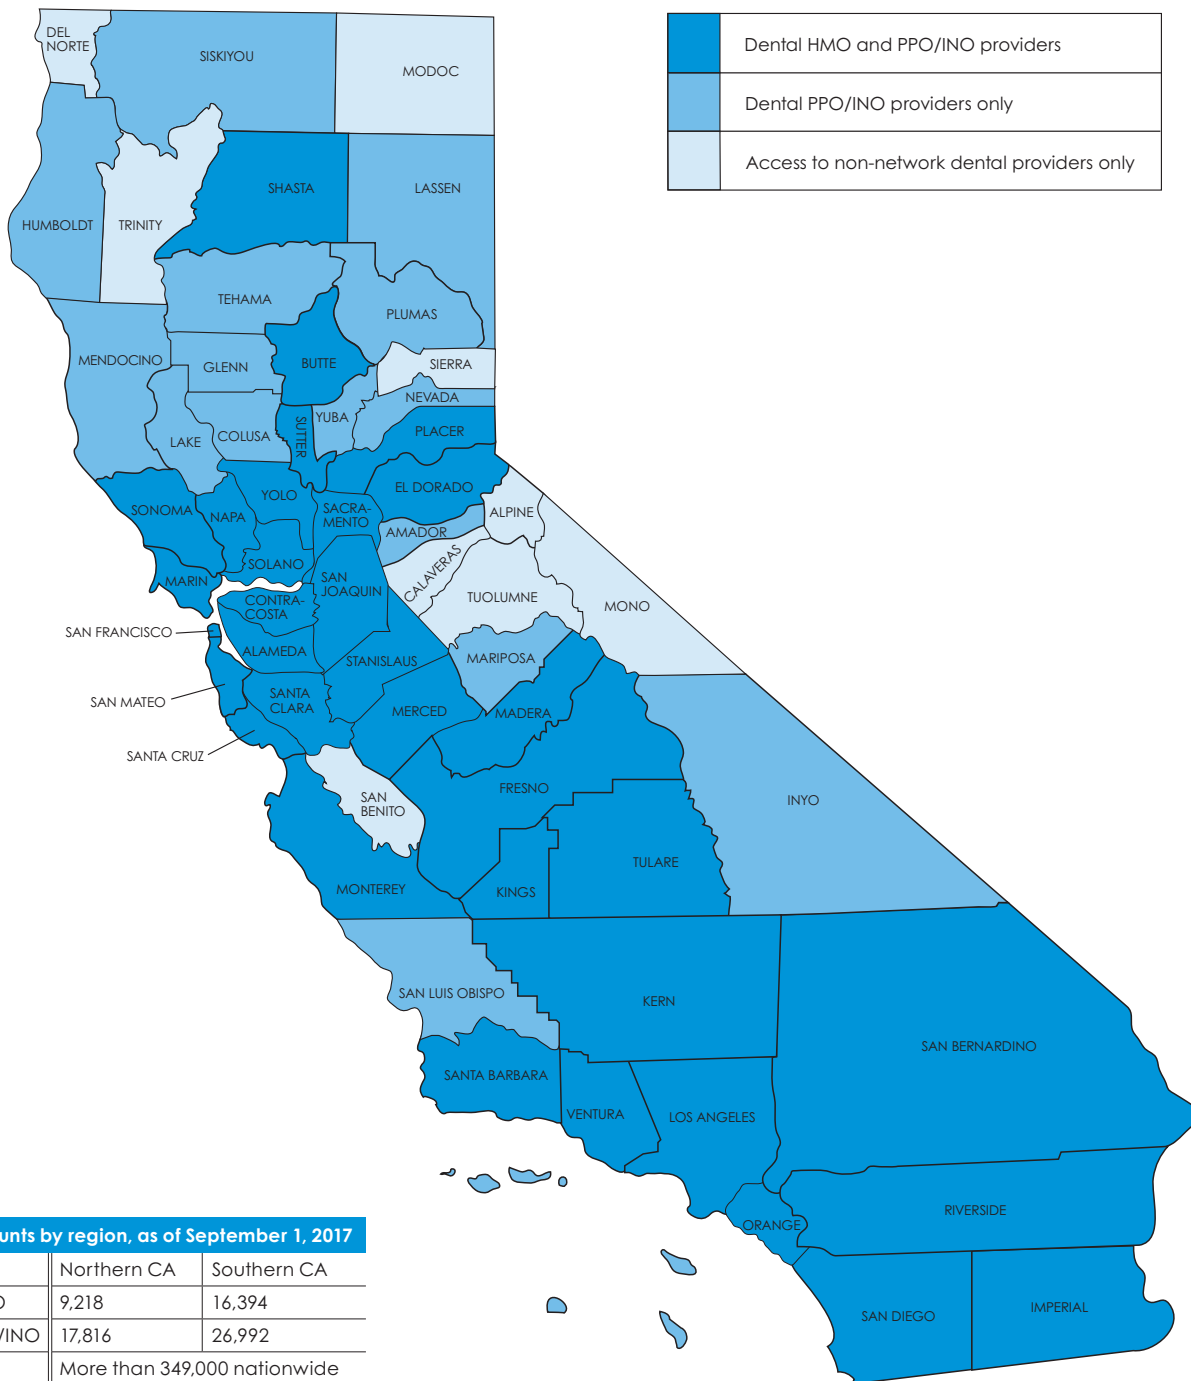 DEL
NORTE
SISKIYOU
MODOC
Dental HMO and PPO/INO providers
Dental PPO/INO providers only
Access to non-network dental providers only
SHASTA
LASSEN
HUMBOLDT
TRINITY
TEHAMA
PLUMAS
MENDOCINO
GLENN
BUTTE
SIERRA
NEVADA
YUBA
SUTTER
COLUSA
LAKE
PLACER
EL DORADO
YOLO
SONOMA
NAPA
SACRA-
MENTO
ALPINE
AMADOR
SOLANO
MARIN
SAN
JOAQUIN
CALAVERAS
TUOLUMNE
MONO
CONTRA-
COSTA
SAN FRANCISCO
ALAMEDA
STANISLAUS
MARIPOSA
SAN MATEO
SANTA
CLARA
MERCED
MADERA
SANTA CRUZ
FRESNO
SAN
BENITO
INYO
TULARE
MONTEREY
KINGS
SAN LUIS OBISPO
KERN
SAN BERNARDINO
SANTA BARBARA
VENTURA
LOS ANGELES
ORANGE
RIVERSIDE
SAN DIEGO
IMPERIAL
by region, as of September 1, 2017
Northern CA Southern CA
9,218 16,394
/INO 17,816 26,992
More than 349,000 nationwide